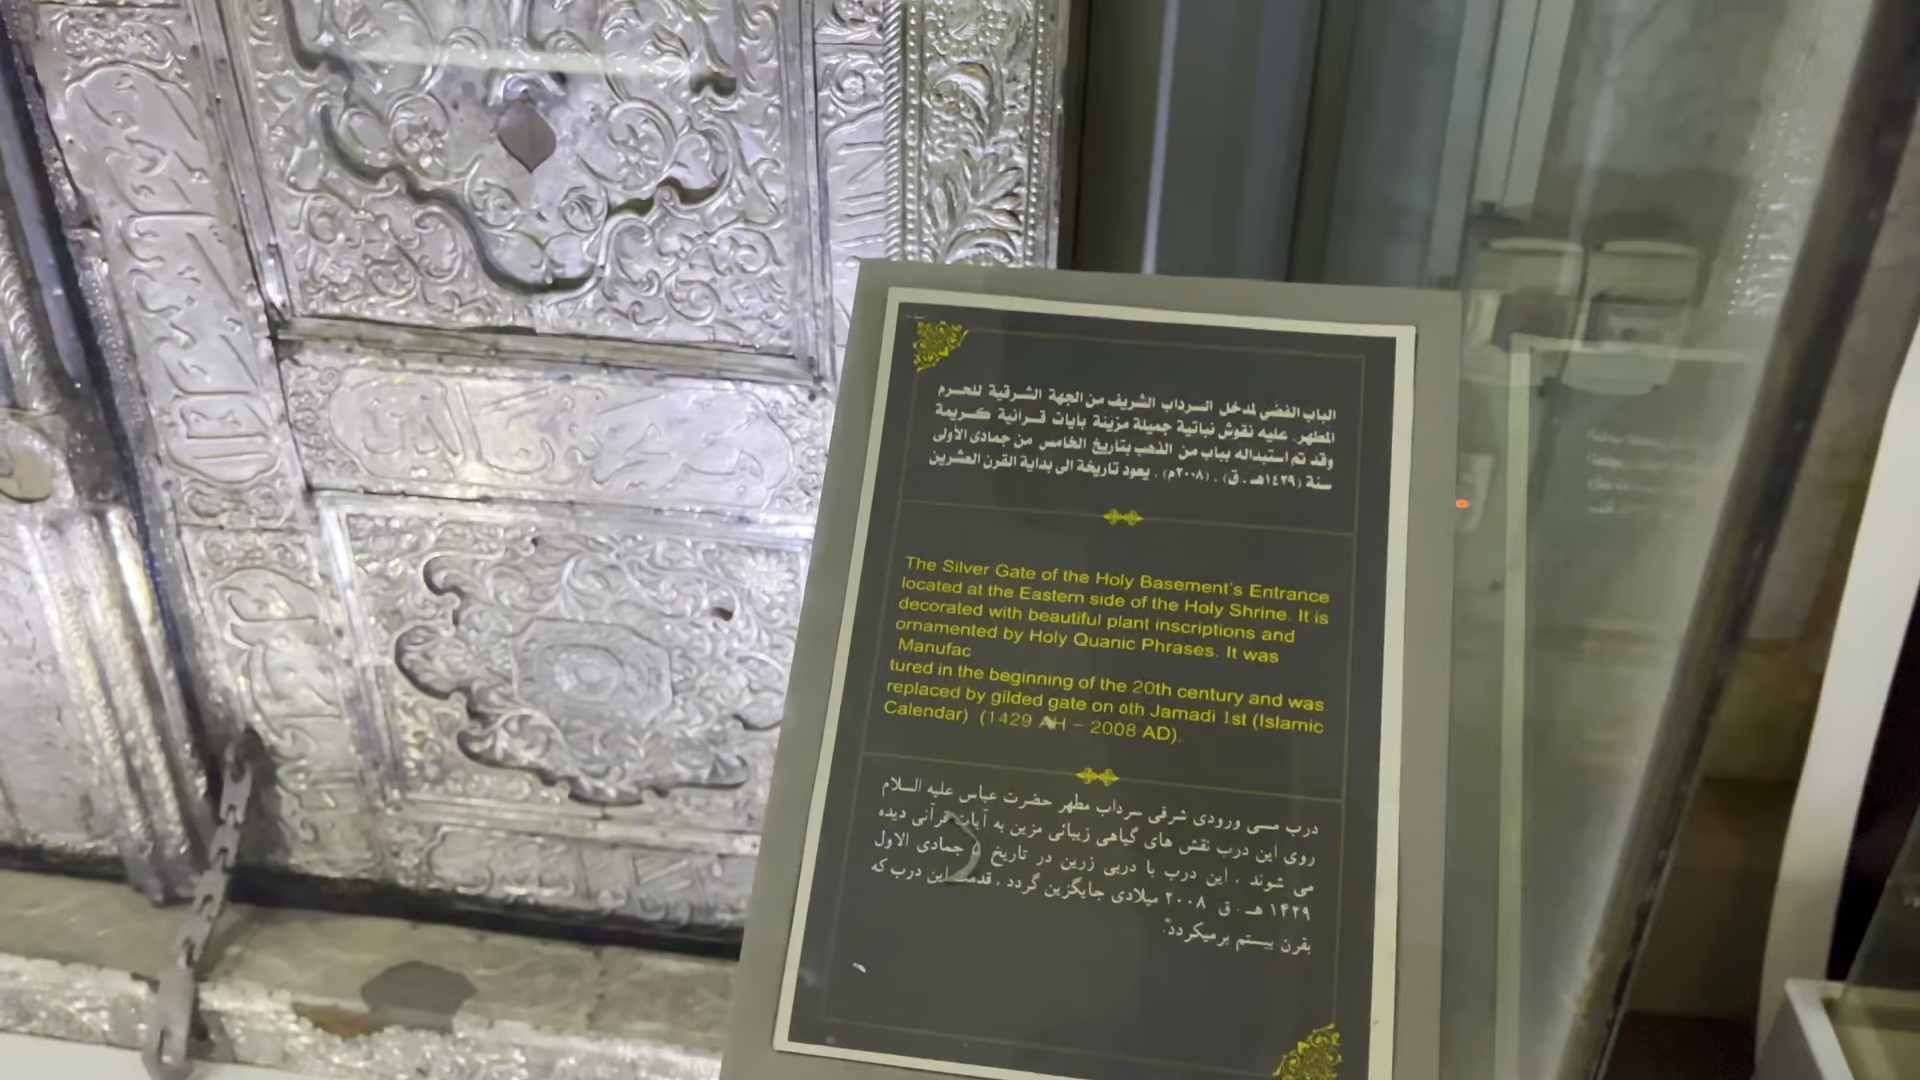 الباب الفضي لمدخل السرداب الشريف من الجهة الشرقية للحرم
المطهر. عليه نقوش نباتية جميلة مزينة بايات قرانية كريمة
وقد تم استبداله بباب من الذهب بتاريخ الخامس من جمادى الأولى
سنة (١٤٢٩هـ . ق) . (٢٠٠٨م) . يعود تاريخة الى بداية القرن العشرين
The Silver Gate of the Holy Basement's Entrance
located at the Eastern side of the Holy Shrine. It is
decorated with beautiful plant inscriptions and
ornamented by Holy Quanic Phrases. It was
Manufac
tured in the beginning of the 20th century and was
replaced by gilded gate on 5th Jamadi 1st (Islamic
Calendar) (1429 AH – 2008 AD).
درب مسی ورودی شرقی سرداب مطهر حضرت عباس علیه السلام
روی این درب نقش های گیاهی زیبائی مزین به آیات قرآنی دیده
می شوند . این درب با دربی زرین در تاریخ جمادی الاول
۱۴۲۹ هـ . ق ۲۰۰۸ میلادی جایگزین گردد . قدمت این درب که
بقرن بیستم برمیکردد.